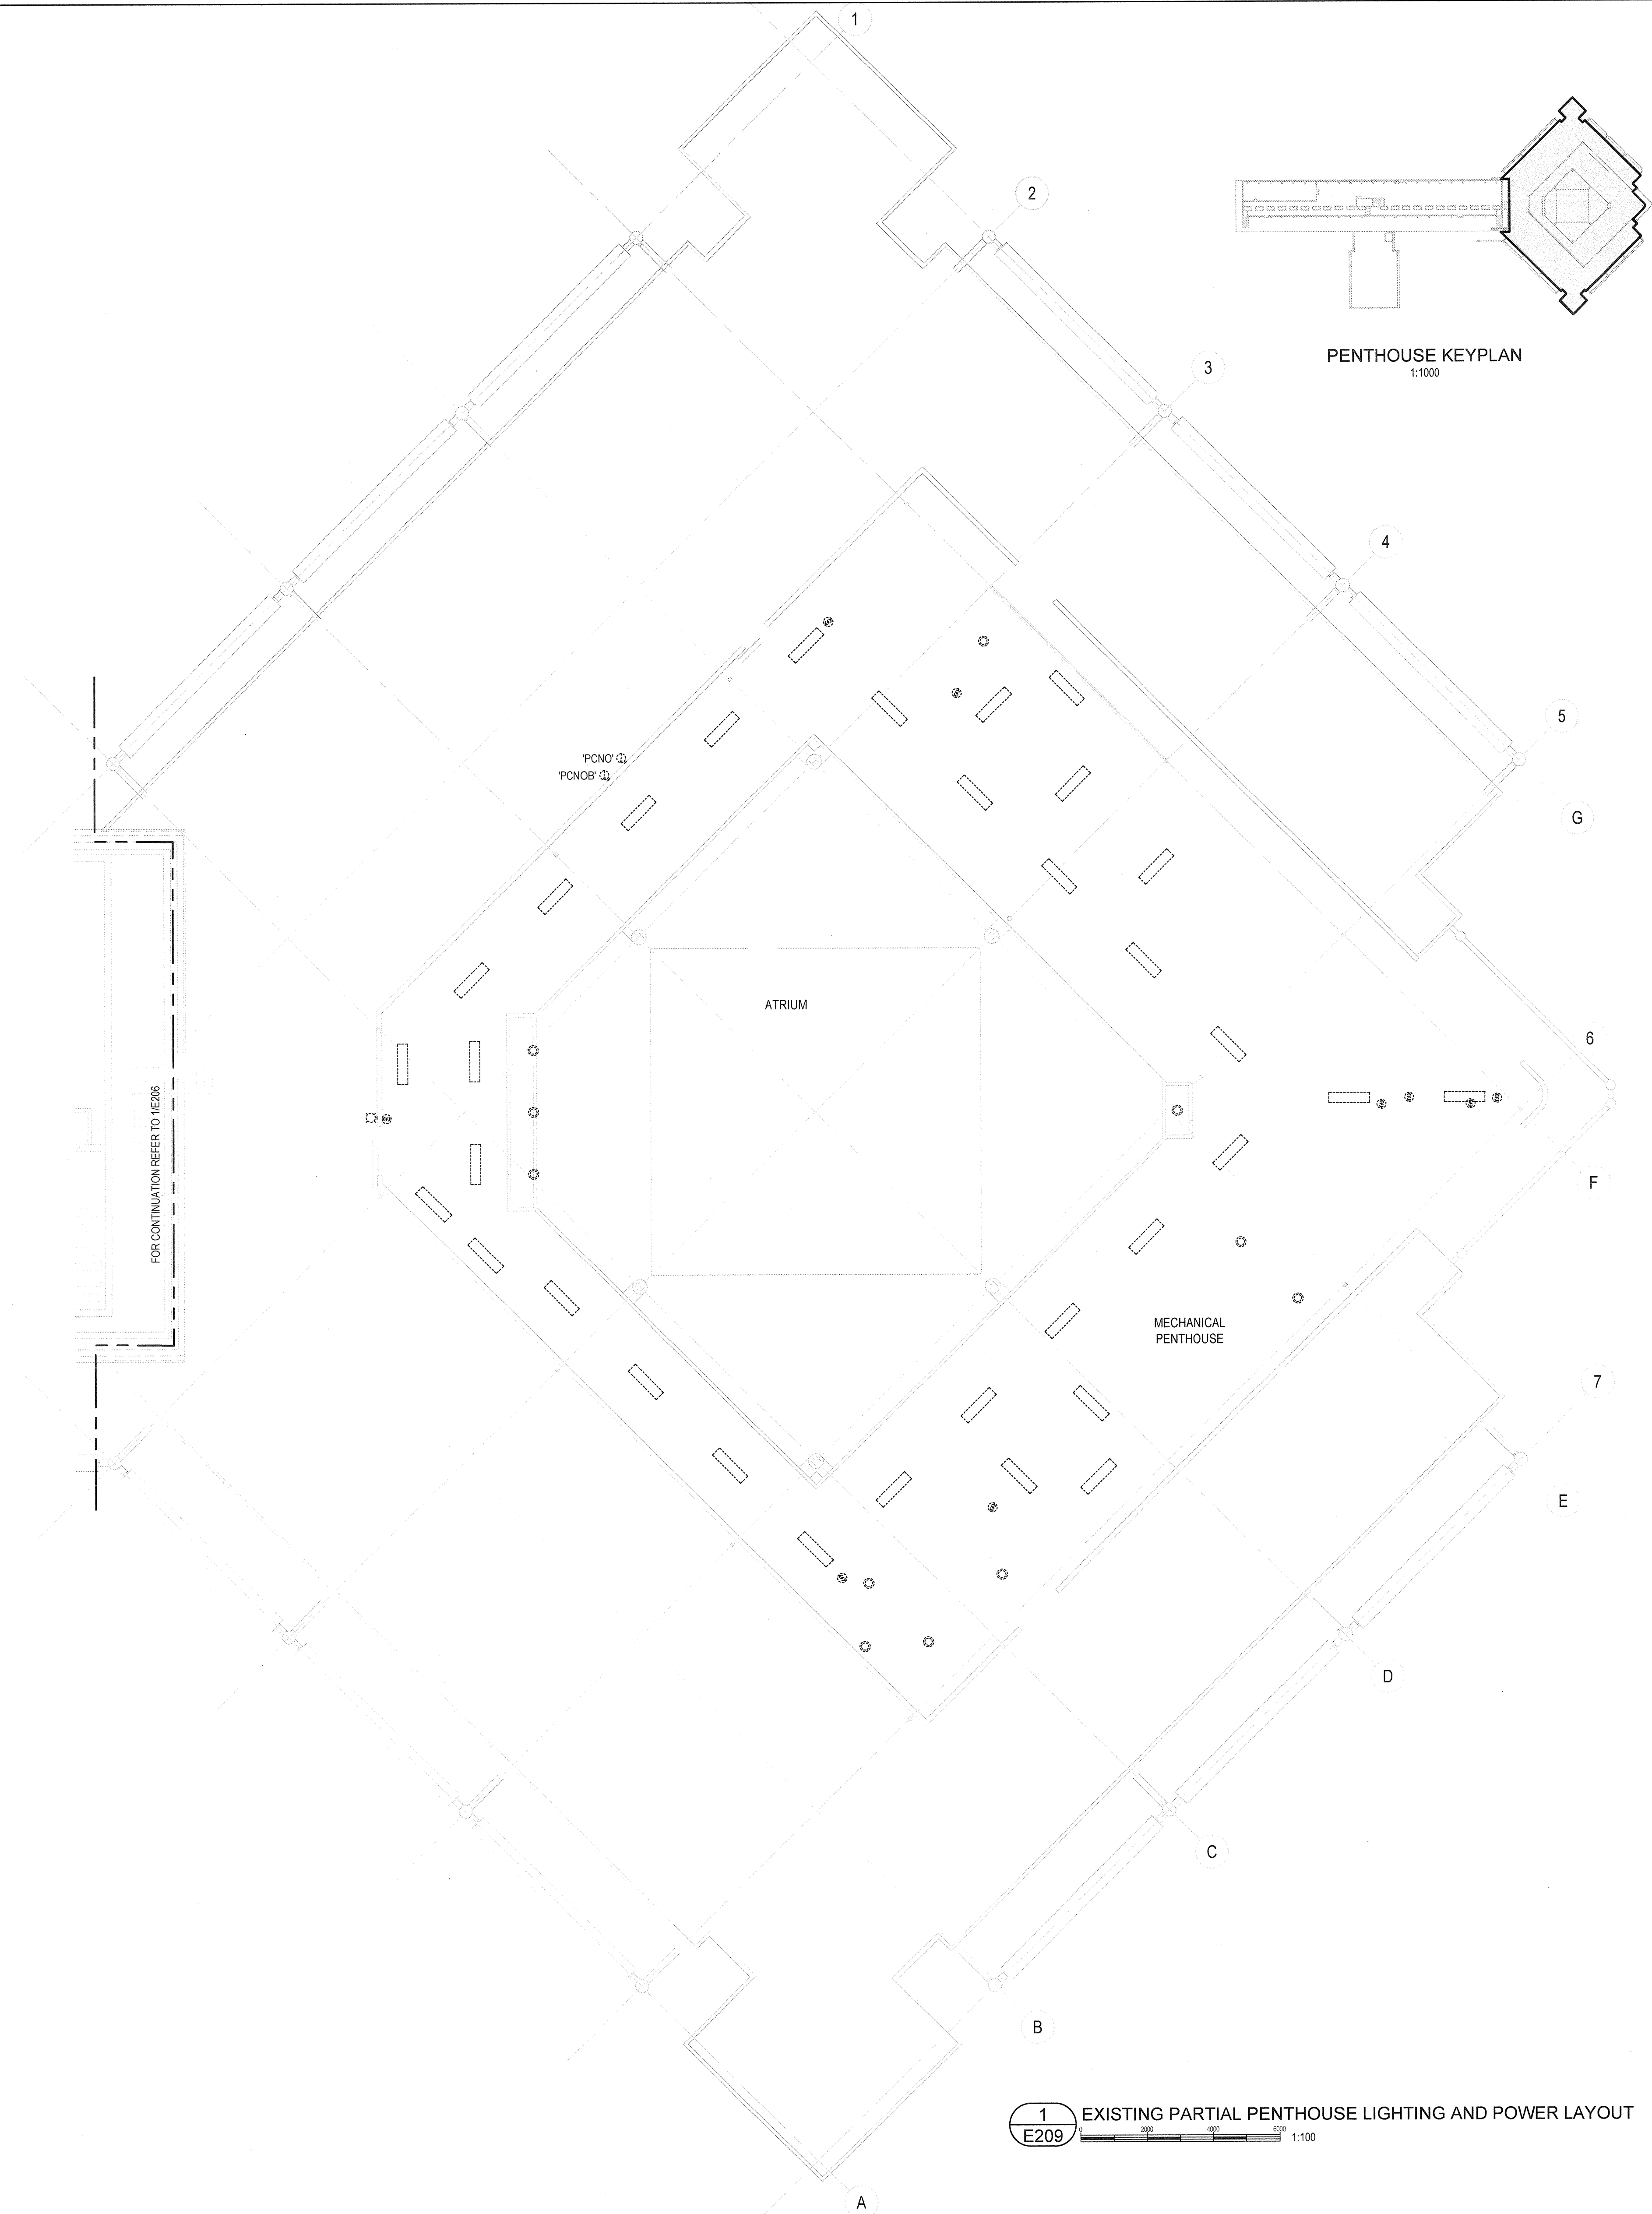 1
2
3
4
5
G
6
F
7
E
D
C
B
A
PENTHOUSE KEYPLAN
1:1000
'PCNO'
'PCNOB'
ATRIUM
FOR CONTINUATION REFER TO 1/E206
MECHANICAL
PENTHOUSE
1
E209
EXISTING PARTIAL PENTHOUSE LIGHTING AND POWER LAYOUT
0 2000 4000 6000
1:100